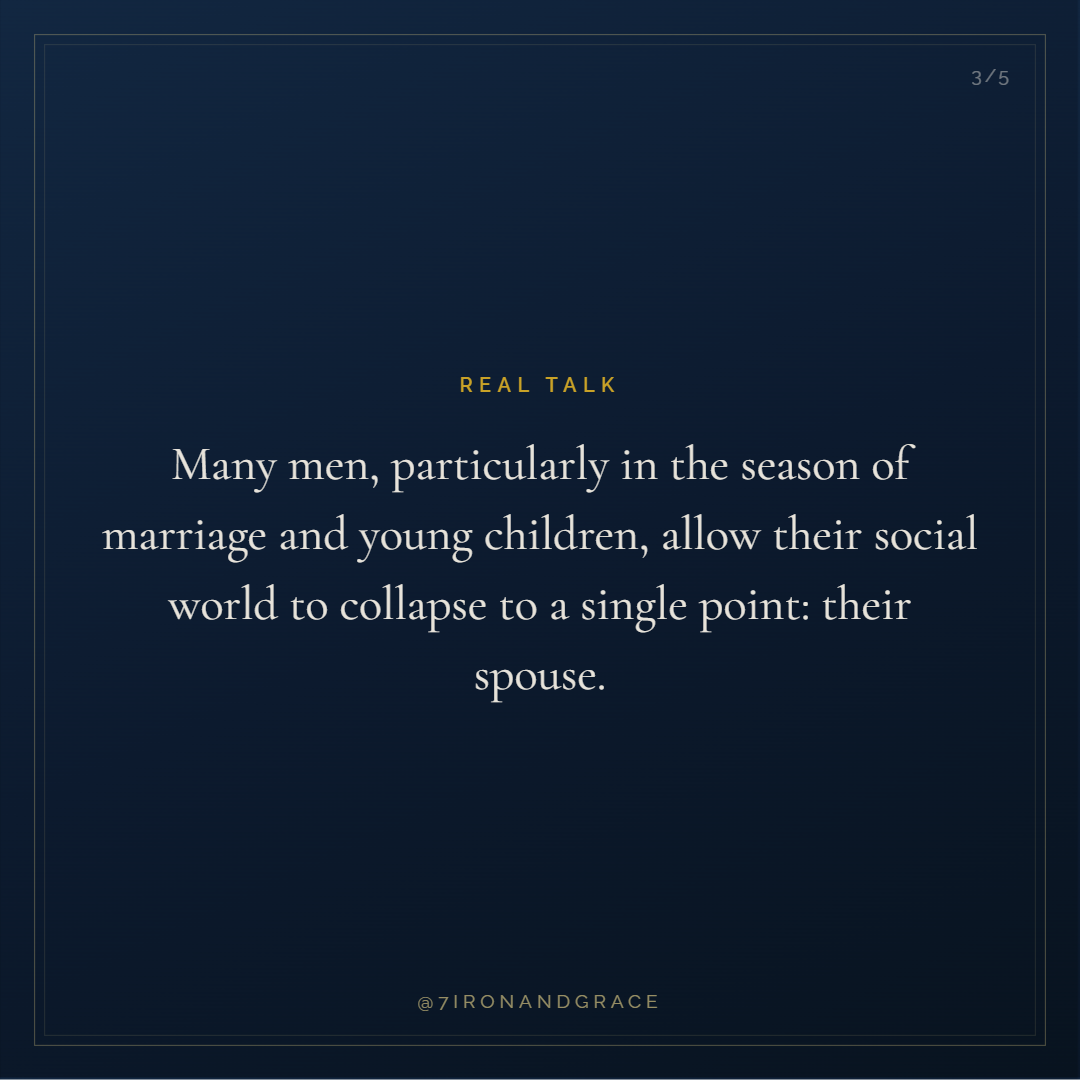 3/5
REAL TALK
Many men, particularly in the season of
marriage and young children, allow their social
world to collapse to a single point: their
spouse.
@7IRONANDGRACE